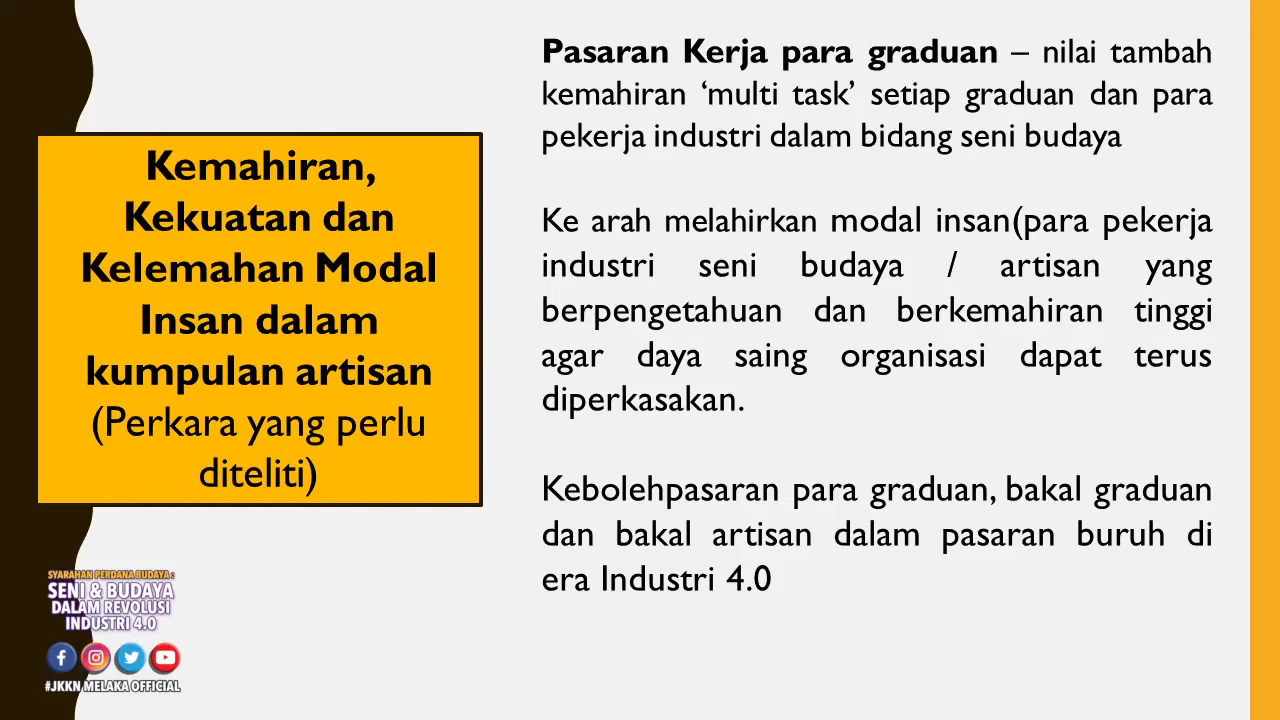 Kemahiran,
Kekuatan dan
Kelemahan Modal
Insan dalam
kumpulan artisan
(Perkara yang perlu
diteliti)
Pasaran Kerja para graduan – nilai tambah
kemahiran ‘multi task’ setiap graduan dan para
pekerja industri dalam bidang seni budaya
Ke arah melahirkan modal insan(para pekerja
industri seni budaya / artisan yang
berpengetahuan dan berkemahiran tinggi
agar daya saing organisasi dapat terus
diperkasakan.
Kebolehpasaran para graduan, bakal graduan
dan bakal artisan dalam pasaran buruh di
era Industri 4.0
SYARAHAN PERDANA BUDAYA :
SENI & BUDAYA
DALAM REVOLUSI
INDUSTRI 4.0
#JKKN MELAKA OFFICIAL